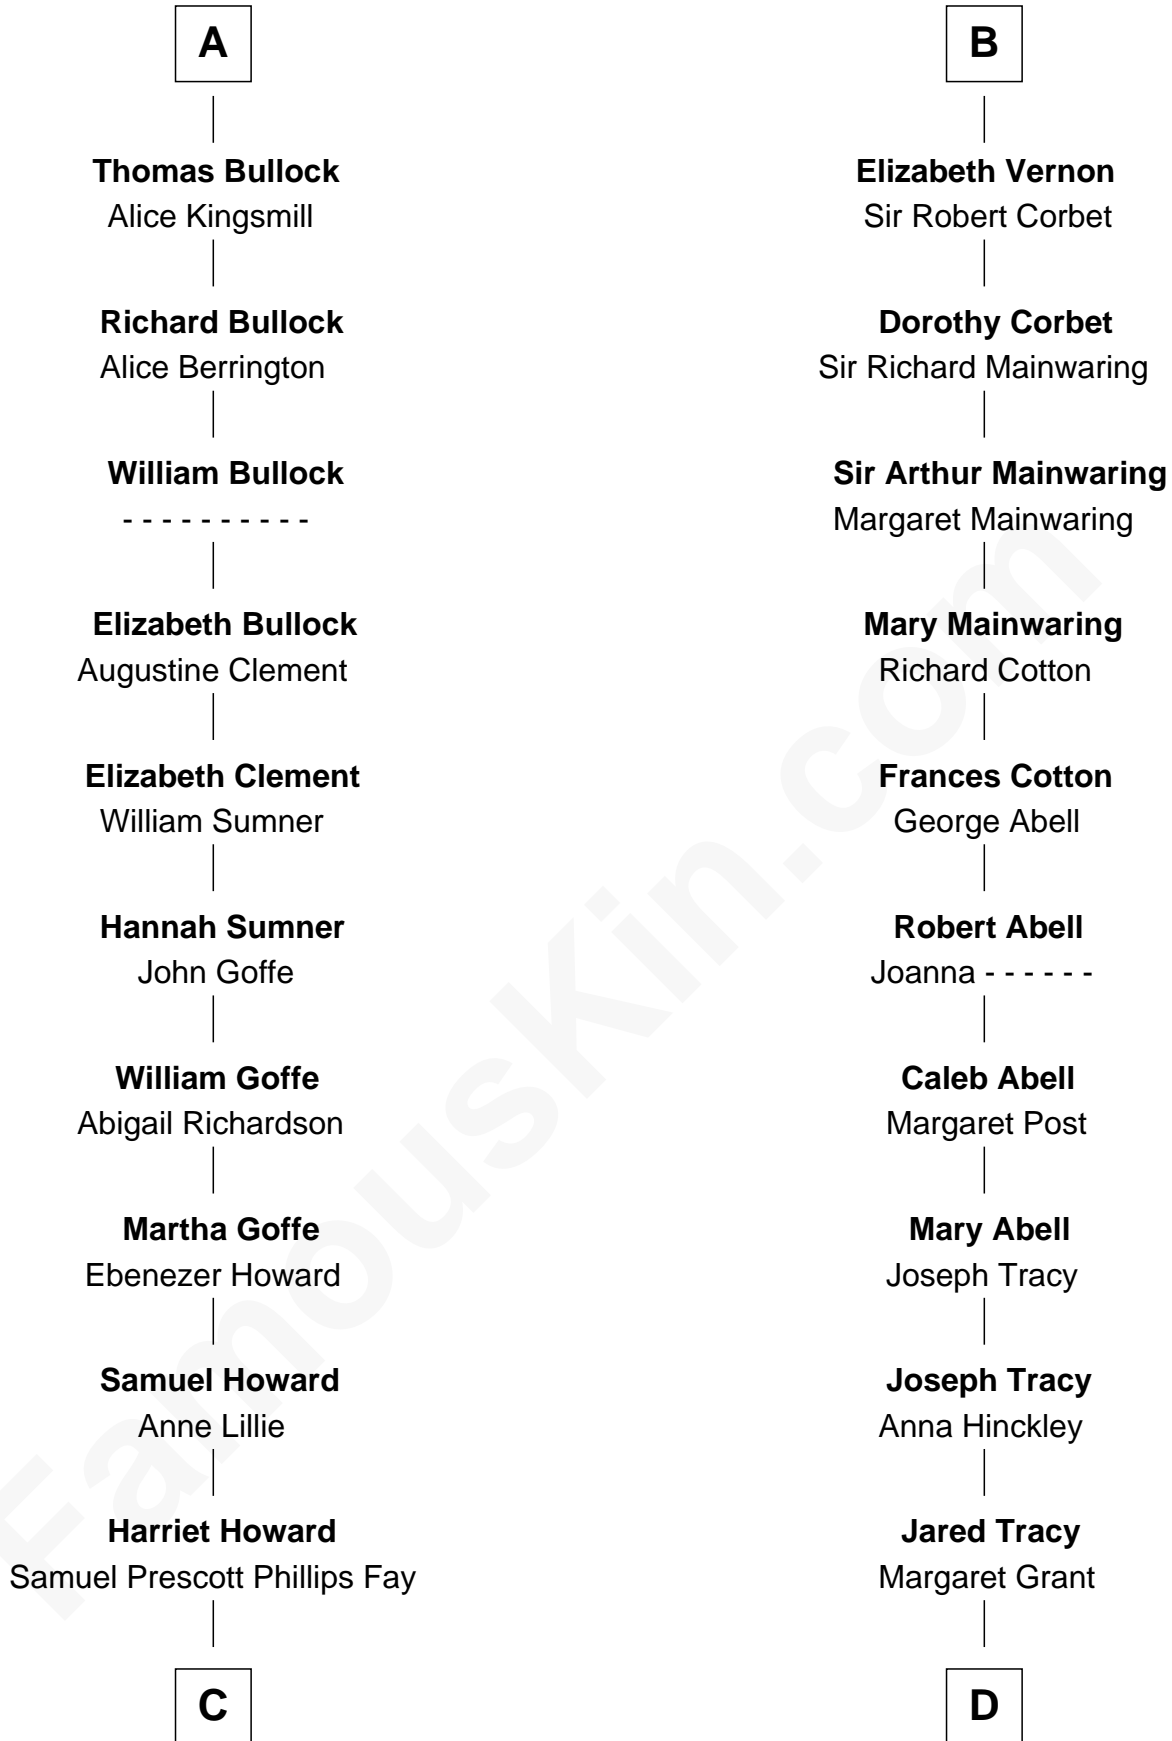 A
Thomas Bullock
Alice Kingsmill
Richard Bullock
Alice Berrington
William Bullock
- - - - - - - - - -
Elizabeth Bullock
Augustine Clement
Elizabeth Clement
William Sumner
Hannah Sumner
John Goffe
William Goffe
Abigail Richardson
Martha Goffe
Ebenezer Howard
Samuel Howard
Anne Lillie
Harriet Howard
Samuel Prescott Phillips Fay
C
B
Elizabeth Vernon
Sir Robert Corbet
Dorothy Corbet
Sir Richard Mainwaring
Sir Arthur Mainwaring
Margaret Mainwaring
Mary Mainwaring
Richard Cotton
Frances Cotton
George Abell
Robert Abell
Joanna - - - - - -
Caleb Abell
Margaret Post
Mary Abell
Joseph Tracy
Joseph Tracy
Anna Hinckley
Jared Tracy
Margaret Grant
D
FamousKin.com